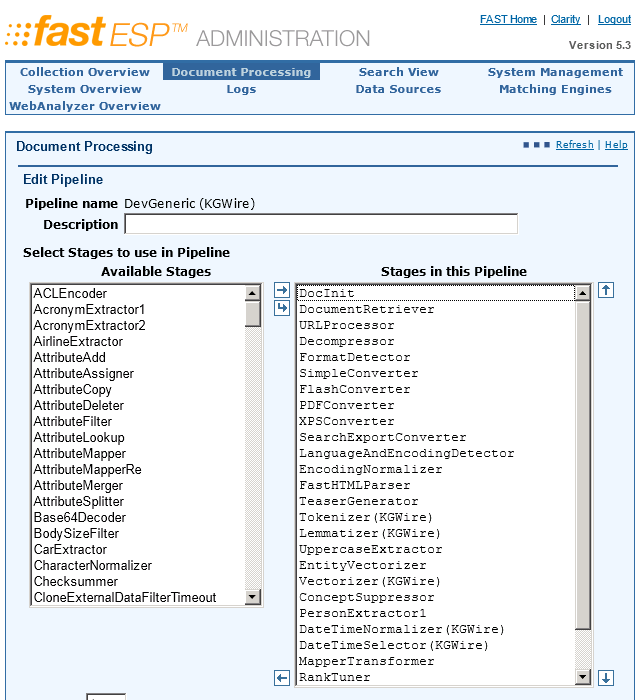 fast ESP™ ADMINISTRATION
FAST Home | Clarity | Logout
Version 5.3
Collection Overview Document Processing Search View System Management
System Overview Logs Data Sources Matching Engines
WebAnalyzer Overview
Document Processing
Refresh | Help
Edit Pipeline
Pipeline name DevGeneric (KGWire)
Description
Select Stages to use in Pipeline
Available Stages
ACLEncoder
AcronymExtractor1
AcronymExtractor2
AirlineExtractor
AttributeAdd
AttributeAssigner
AttributeCopy
AttributeDeleter
AttributeFilter
AttributeLookup
AttributeMapper
AttributeMapperRe
AttributeMerger
AttributeSplitter
Base64Decoder
BodySizeFilter
CarExtractor
CharacterNormalizer
Checksummer
CloneExternalDataFilterTimeout
Stages in this Pipeline
DocInit
DocumentRetriever
URLProcessor
Decompressor
FormatDetector
SimpleConverter
FlashConverter
PDFConverter
XPSConverter
SearchExportConverter
LanguageAndEncodingDetector
EncodingNormalizer
FastHTMLParser
TeaserGenerator
Tokenizer(KGWire)
Lemmatizer(KGWire)
UppercaseExtractor
EntityVectorizer
Vectorizer(KGWire)
ConceptSuppressor
PersonExtractor1
DateTimeNormalizer(KGWire)
DateTimeSelector(KGWire)
MapperTransformer
RankTuner